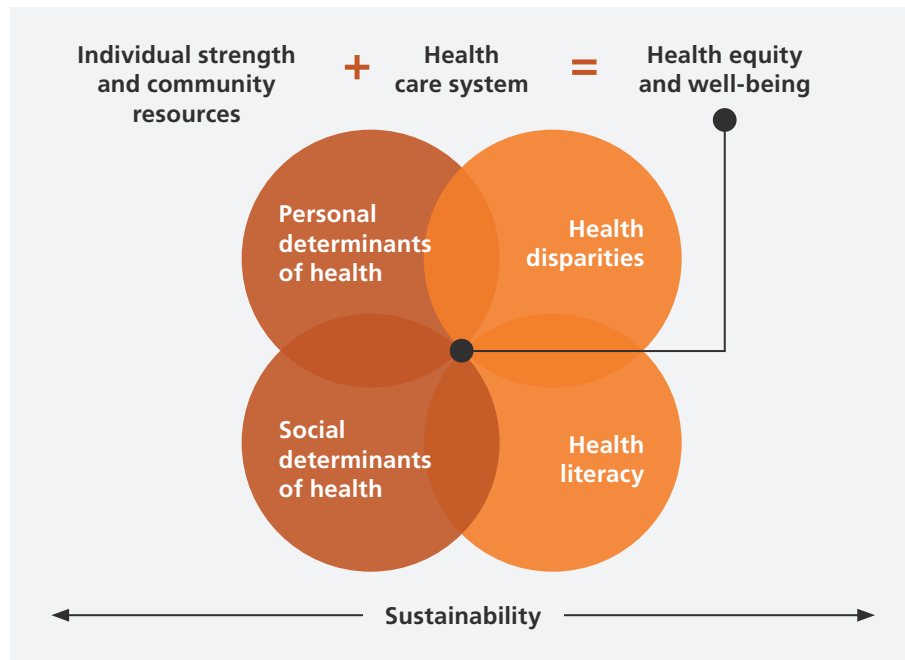 Individual strength
and community
resources
+
Health
care system
=
Health equity
and well-being
Personal
determinants
of health
Health
disparities
Social
determinants
of health
Health
literacy
Sustainability